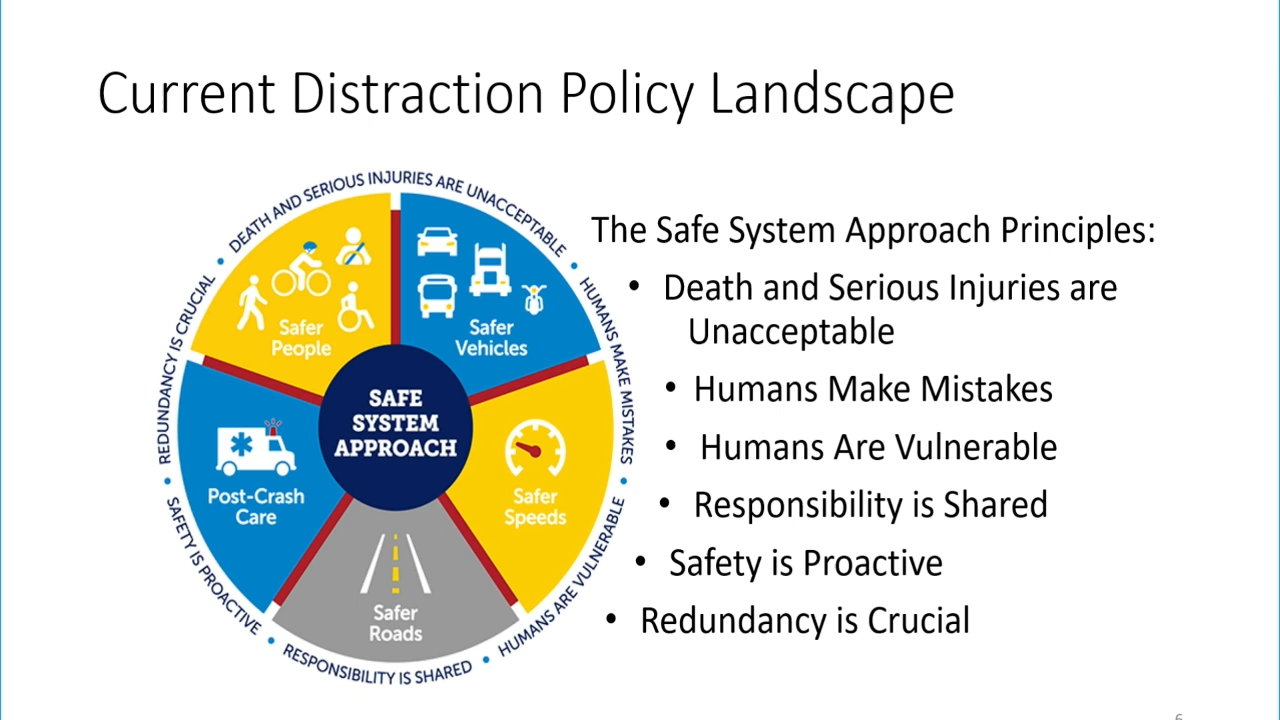 Current Distraction Policy Landscape
DEATH AND SERIOUS INJURIES ARE UNACCEPTABLE
HUMANS MAKE MISTAKES
HUMANS ARE VULNERABLE
RESPONSIBILITY IS SHARED
SAFETY IS PROACTIVE
REDUNDANCY IS CRUCIAL
Safer
People
Safer
Vehicles
Safer
Speeds
Safer
Roads
Post-Crash
Care
SAFE
SYSTEM
APPROACH
The Safe System Approach Principles:
• Death and Serious Injuries are
Unacceptable
• Humans Make Mistakes
• Humans Are Vulnerable
• Responsibility is Shared
• Safety is Proactive
• Redundancy is Crucial